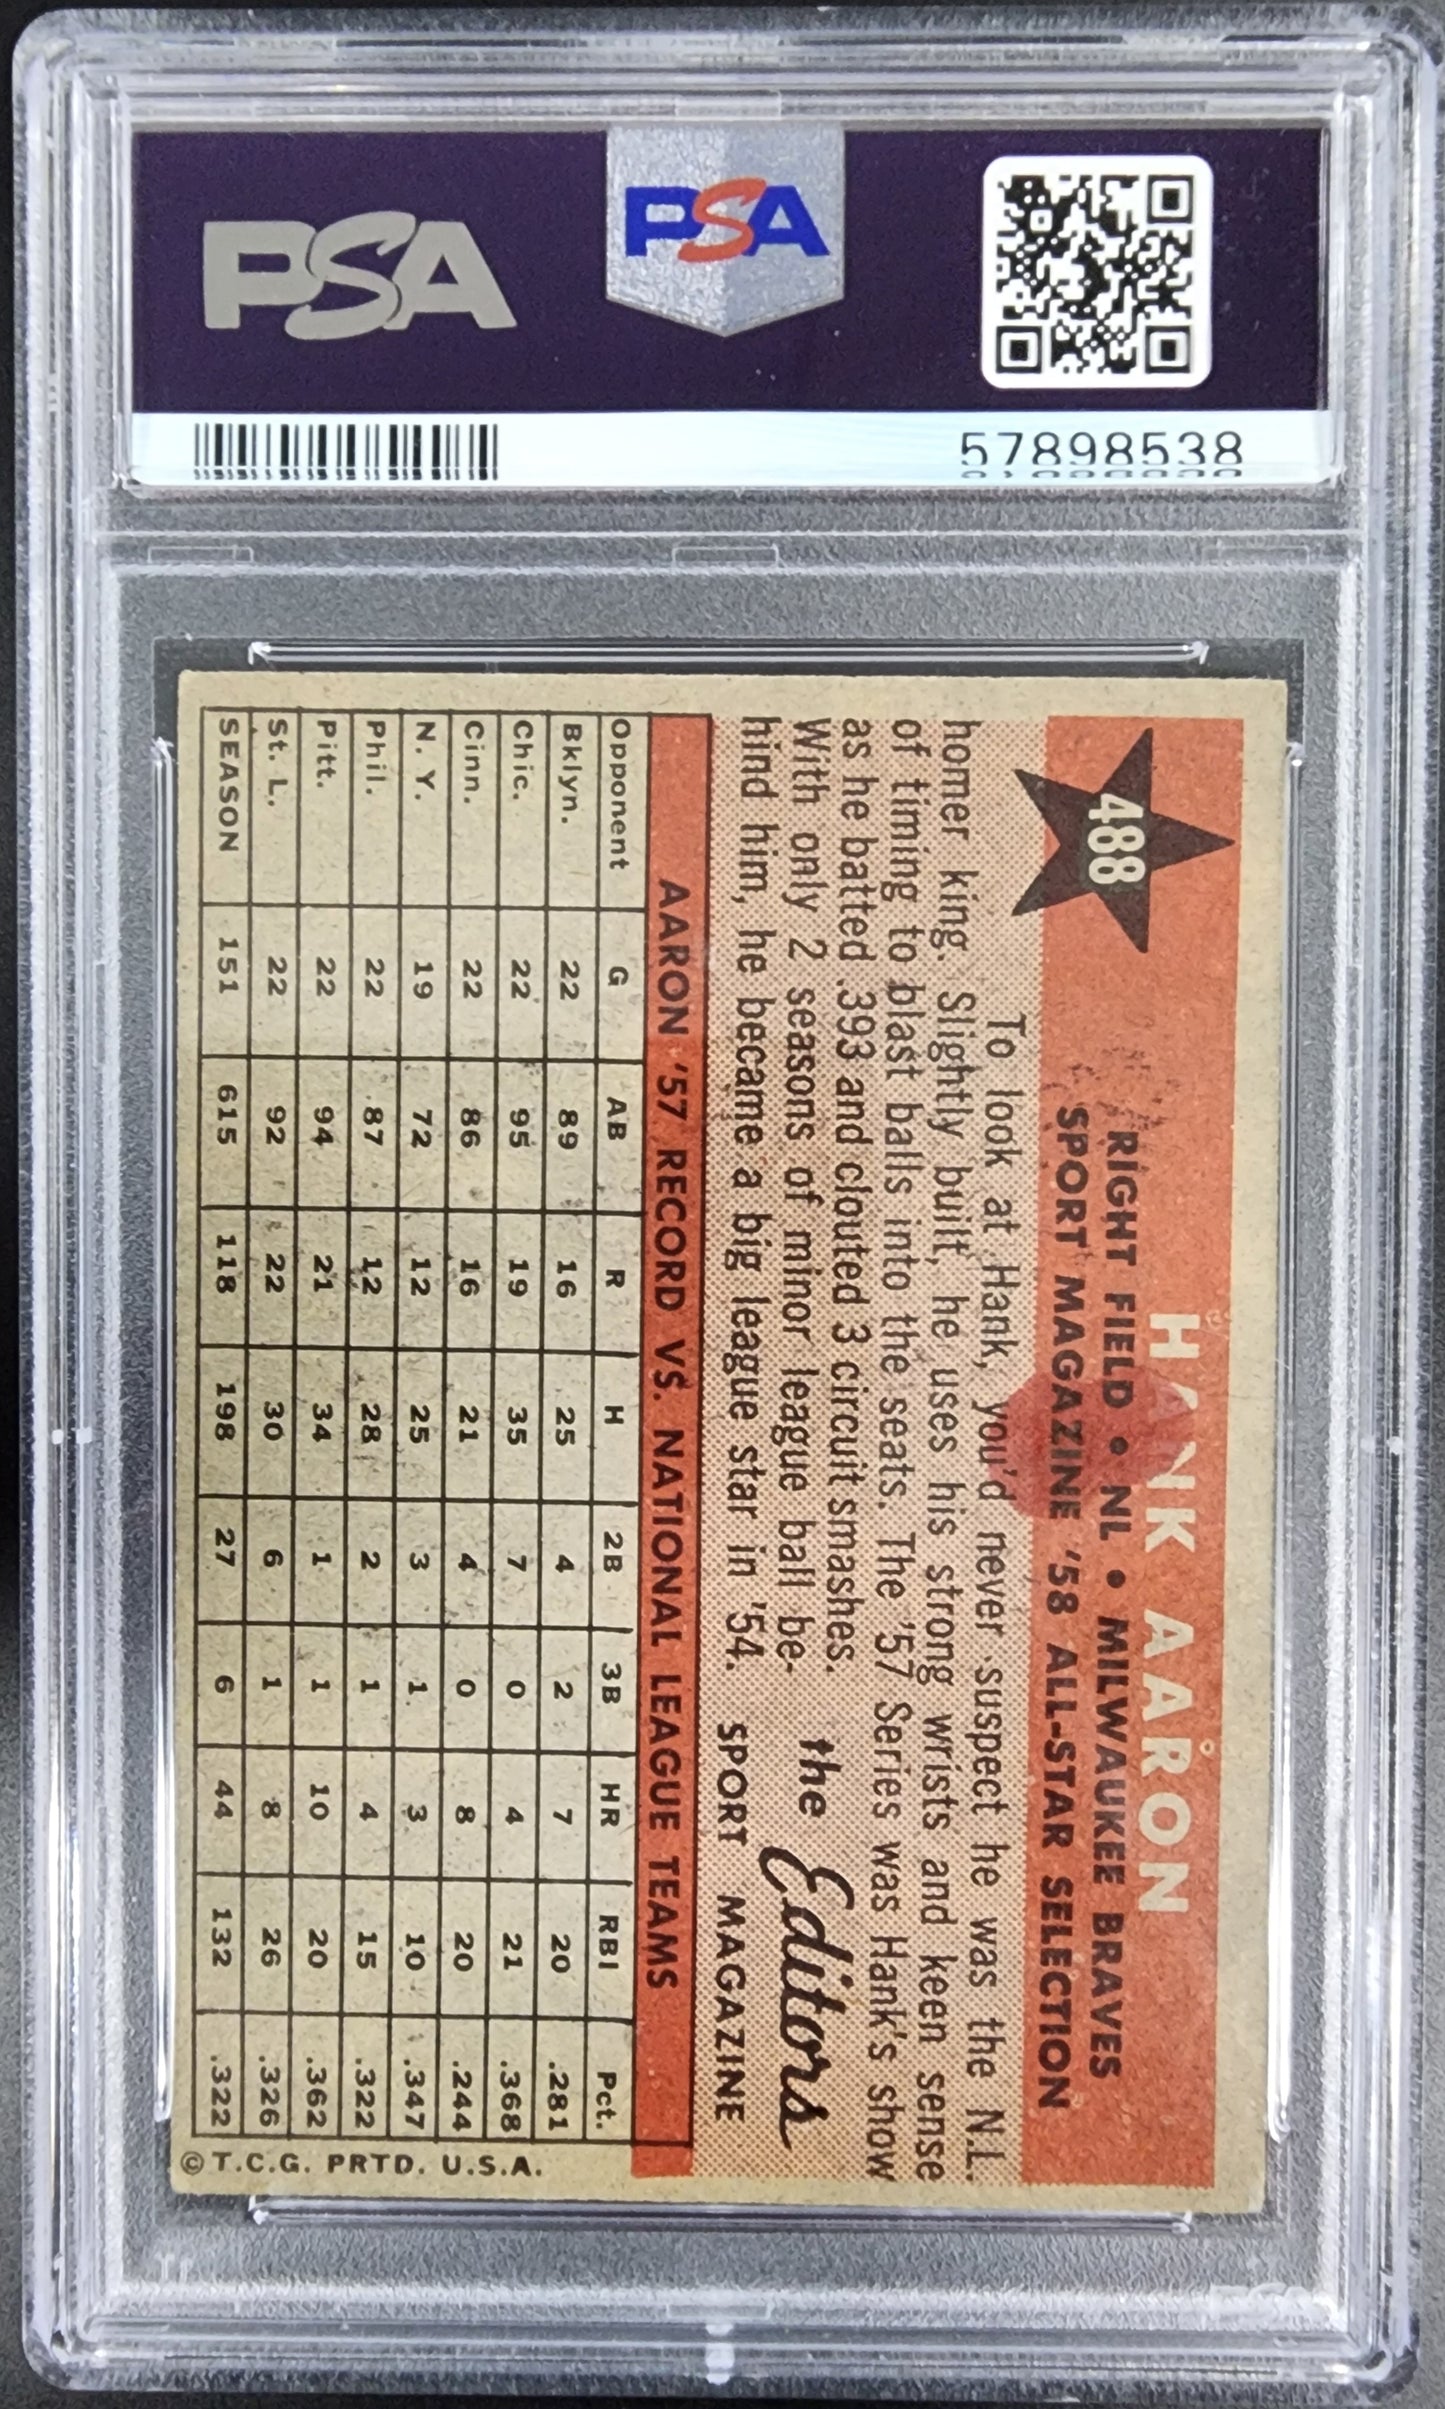 PSA
PSA
57898538
488
HANK AARON
RIGHT FIELD • NL • MILWAUKEE BRAVES
SPORT MAGAZINE '58 ALL-STAR SELECTION
To look at Hank, you'd never suspect he was the N.L.
homer king. Slightly built, he uses his strong wrists and keen sense
of timing to blast balls into the seats. The '57 Series was Hank's show
as he batted .393 and clouted 3 circuit smashes.
With only 2 seasons of minor league ball be-
hind him, he became a big league star in '54.
the Editors
SPORT MAGAZINE
AARON '57 RECORD VS. NATIONAL LEAGUE TEAMS
Opponent G AB R H 2B 3B HR RBI Pct.
Bklyn. 22 89 16 25 4 2 7 20 .281
Chic. 22 95 19 35 7 0 4 21 .368
Cinn. 22 86 16 21 4 0 8 20 .244
N. Y. 19 72 12 25 3 1 3 10 .347
Phil. 22 87 12 28 2 1 4 15 .322
Pitt. 22 94 21 34 1 1 10 20 .362
St. L. 22 92 22 30 6 1 8 26 .326
SEASON 151 615 118 198 27 6 44 132 .322
© T.C.G. PRTD. U.S.A.